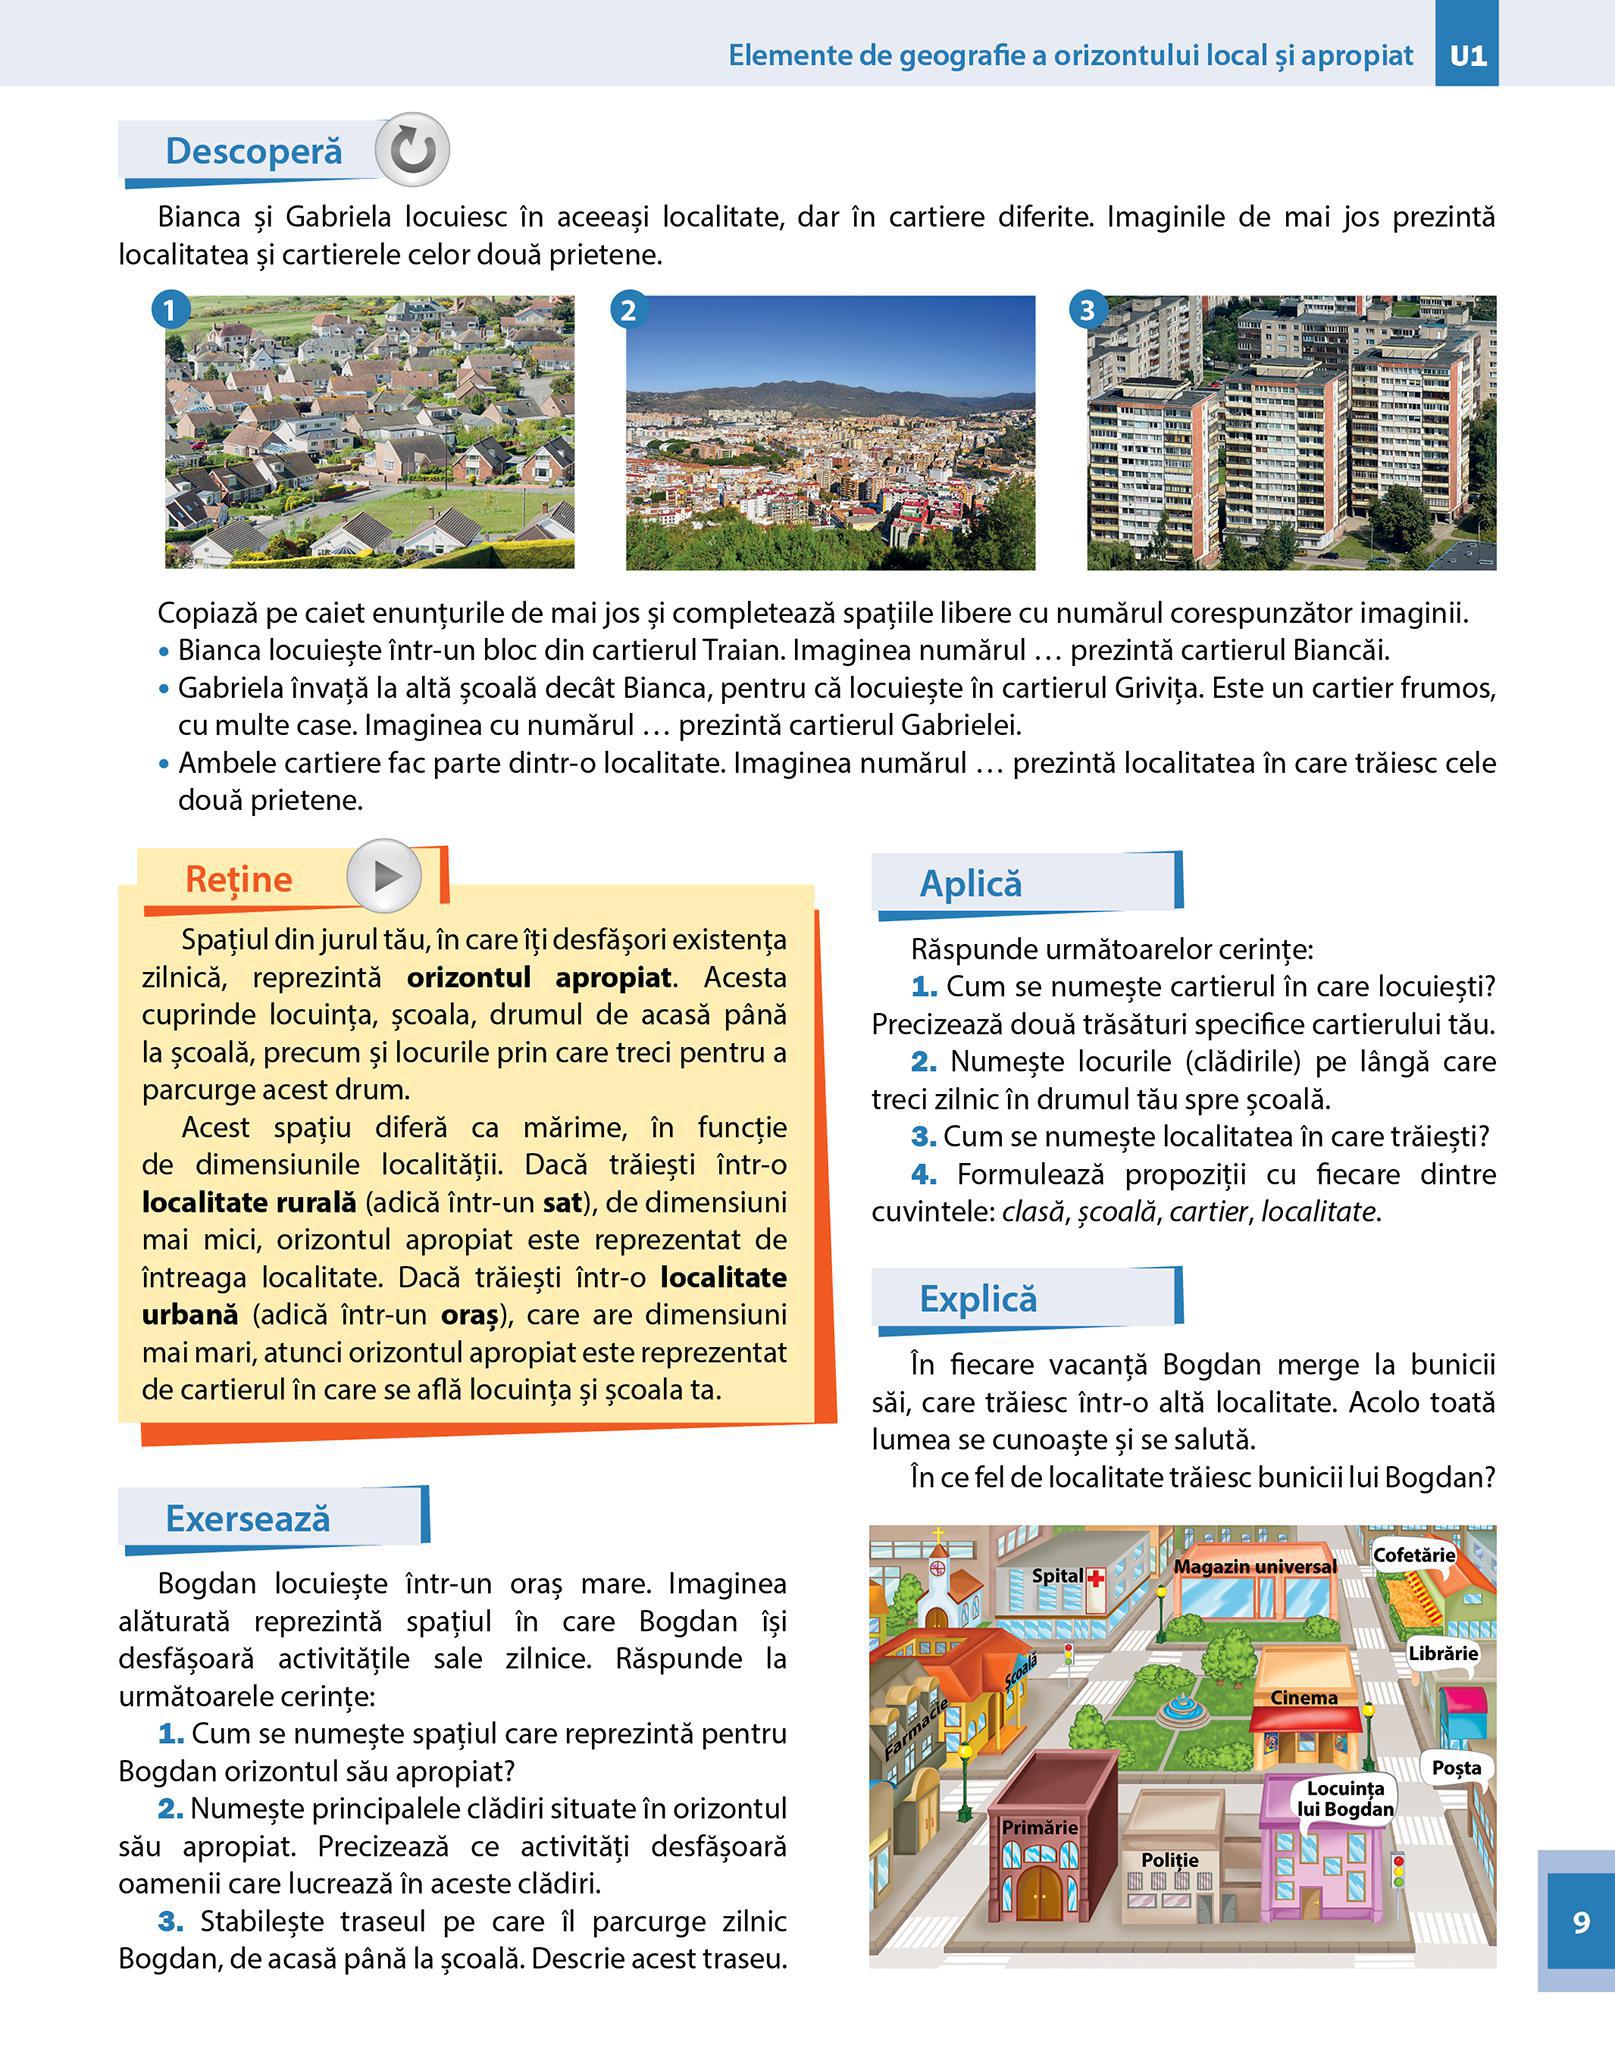 Elemente de geografie a orizontului local și apropiat U1
Descoperă
Bianca și Gabriela locuiesc în aceeași localitate, dar în cartiere diferite. Imaginile de mai jos prezintă
localitatea și cartierele celor două prietene.
1 2 3
Copiază pe caiet enunțurile de mai jos și completează spațiile libere cu numărul corespunzător imaginii.
• Bianca locuiește într-un bloc din cartierul Traian. Imaginea numărul … prezintă cartierul Biancăi.
• Gabriela învață la altă școală decât Bianca, pentru că locuiește în cartierul Grivița. Este un cartier frumos,
cu multe case. Imaginea cu numărul … prezintă cartierul Gabrielei.
• Ambele cartiere fac parte dintr-o localitate. Imaginea numărul … prezintă localitatea în care trăiesc cele
două prietene.
Reține
Spațiul din jurul tău, în care îți desfășori existența
zilnică, reprezintă orizontul apropiat. Acesta
cuprinde locuința, școala, drumul de acasă până
la școală, precum și locurile prin care treci pentru a
parcurge acest drum.
Acest spațiu diferă ca mărime, în funcție
de dimensiunile localității. Dacă trăiești într-o
localitate rurală (adică într-un sat), de dimensiuni
mai mici, orizontul apropiat este reprezentat de
întreaga localitate. Dacă trăiești într-o localitate
urbană (adică într-un oraș), care are dimensiuni
mai mari, atunci orizontul apropiat este reprezentat
de cartierul în care se află locuința și școala ta.
Exersează
Bogdan locuiește într-un oraș mare. Imaginea
alăturată reprezintă spațiul în care Bogdan își
desfășoară activitățile sale zilnice. Răspunde la
următoarele cerințe:
1. Cum se numește spațiul care reprezintă pentru
Bogdan orizontul său apropiat?
2. Numește principalele clădiri situate în orizontul
său apropiat. Precizează ce activități desfășoară
oamenii care lucrează în aceste clădiri.
3. Stabilește traseul pe care îl parcurge zilnic
Bogdan, de acasă până la școală. Descrie acest traseu.
Aplică
Răspunde următoarelor cerințe:
1. Cum se numește cartierul în care locuiești?
Precizează două trăsături specifice cartierului tău.
2. Numește locurile (clădirile) pe lângă care
treci zilnic în drumul tău spre școală.
3. Cum se numește localitatea în care trăiești?
4. Formulează propoziții cu fiecare dintre
cuvintele: clasă, școală, cartier, localitate.
Explică
În fiecare vacanță Bogdan merge la bunicii
săi, care trăiesc într-o altă localitate. Acolo toată
lumea se cunoaște și se salută.
În ce fel de localitate trăiesc bunicii lui Bogdan?
Spital
Magazin universal
Cofetărie
Librărie
Școală
Cinema
Farmacie
Poșta
Locuința
lui Bogdan
Primărie
Poliție
9